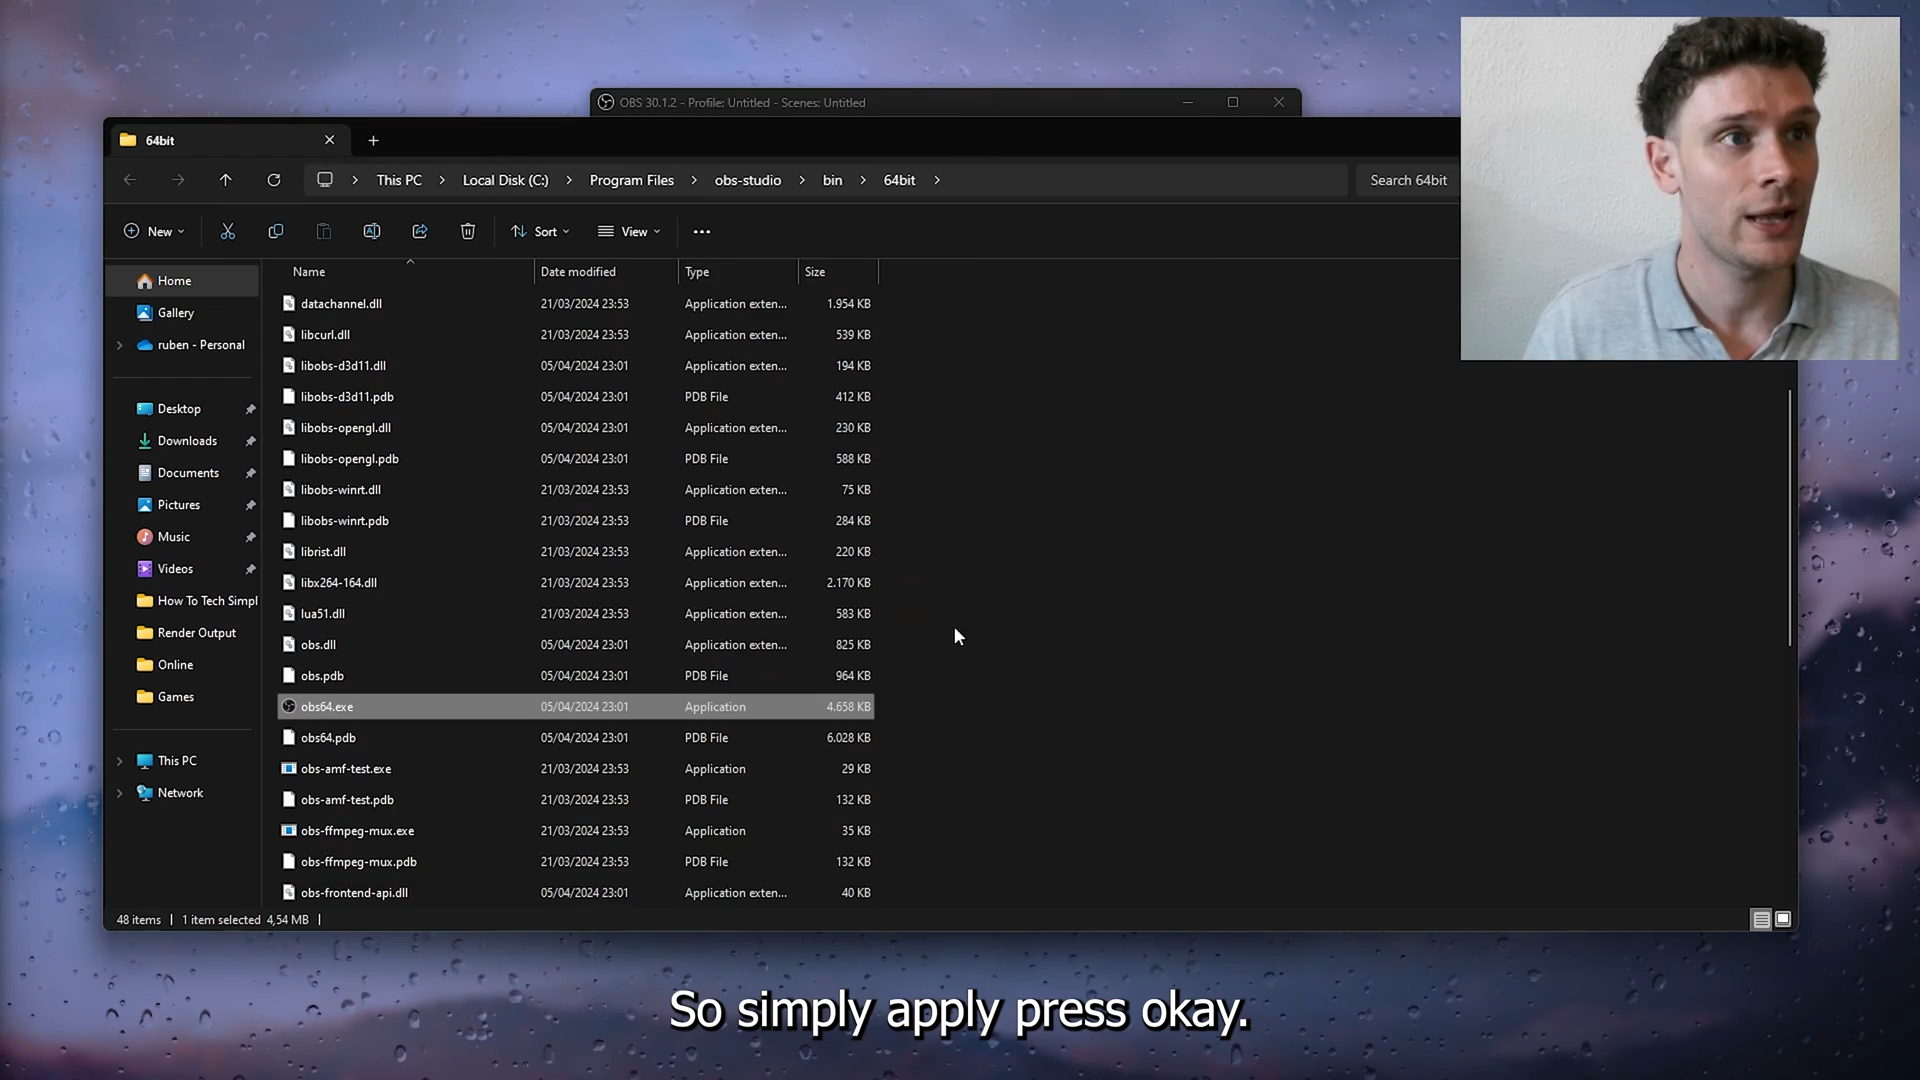 OBS 30.1.2 - Profile: Untitled - Scenes: Untitled
64bit
This PC > Local Disk (C:) > Program Files > obs-studio > bin > 64bit >
Search 64bit
New
Sort
View
Home
Gallery
ruben - Personal
Desktop
Downloads
Documents
Pictures
Music
Videos
How To Tech Simpl
Render Output
Online
Games
This PC
Network
Name Date modified Type Size
datachannel.dll 21/03/2024 23:53 Application exten... 1.954 KB
libcurl.dll 21/03/2024 23:53 Application exten... 539 KB
libobs-d3d11.dll 05/04/2024 23:01 Application exten... 194 KB
libobs-d3d11.pdb 05/04/2024 23:01 PDB File 412 KB
libobs-opengl.dll 05/04/2024 23:01 Application exten... 230 KB
libobs-opengl.pdb 05/04/2024 23:01 PDB File 588 KB
libobs-winrt.dll 21/03/2024 23:53 Application exten... 75 KB
libobs-winrt.pdb 21/03/2024 23:53 PDB File 284 KB
librist.dll 21/03/2024 23:53 Application exten... 220 KB
libx264-164.dll 21/03/2024 23:53 Application exten... 2.170 KB
lua51.dll 21/03/2024 23:53 Application exten... 583 KB
obs.dll 05/04/2024 23:01 Application exten... 825 KB
obs.pdb 05/04/2024 23:01 PDB File 964 KB
obs64.exe 05/04/2024 23:01 Application 4.658 KB
obs64.pdb 05/04/2024 23:01 PDB File 6.028 KB
obs-amf-test.exe 21/03/2024 23:53 Application 29 KB
obs-amf-test.pdb 21/03/2024 23:53 PDB File 132 KB
obs-ffmpeg-mux.exe 21/03/2024 23:53 Application 35 KB
obs-ffmpeg-mux.pdb 21/03/2024 23:53 PDB File 132 KB
obs-frontend-api.dll 05/04/2024 23:01 Application exten... 40 KB
48 items | 1 item selected 4,54 MB |
So simply apply press okay.